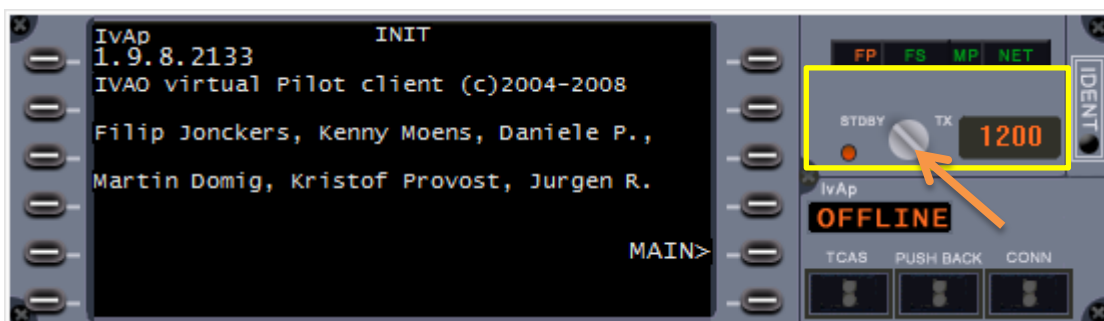 IvAp INIT
1.9.8.2133
IVAO virtual Pilot client (c)2004-2008
Filip Jonckers, Kenny Moens, Daniele P.,
Martin Domig, Kristof Provost, Jurgen R.
MAIN>
FP FS MP NET
STDBY TX 1200
IDENT
IvAp
OFFLINE
TCAS PUSH BACK CONN